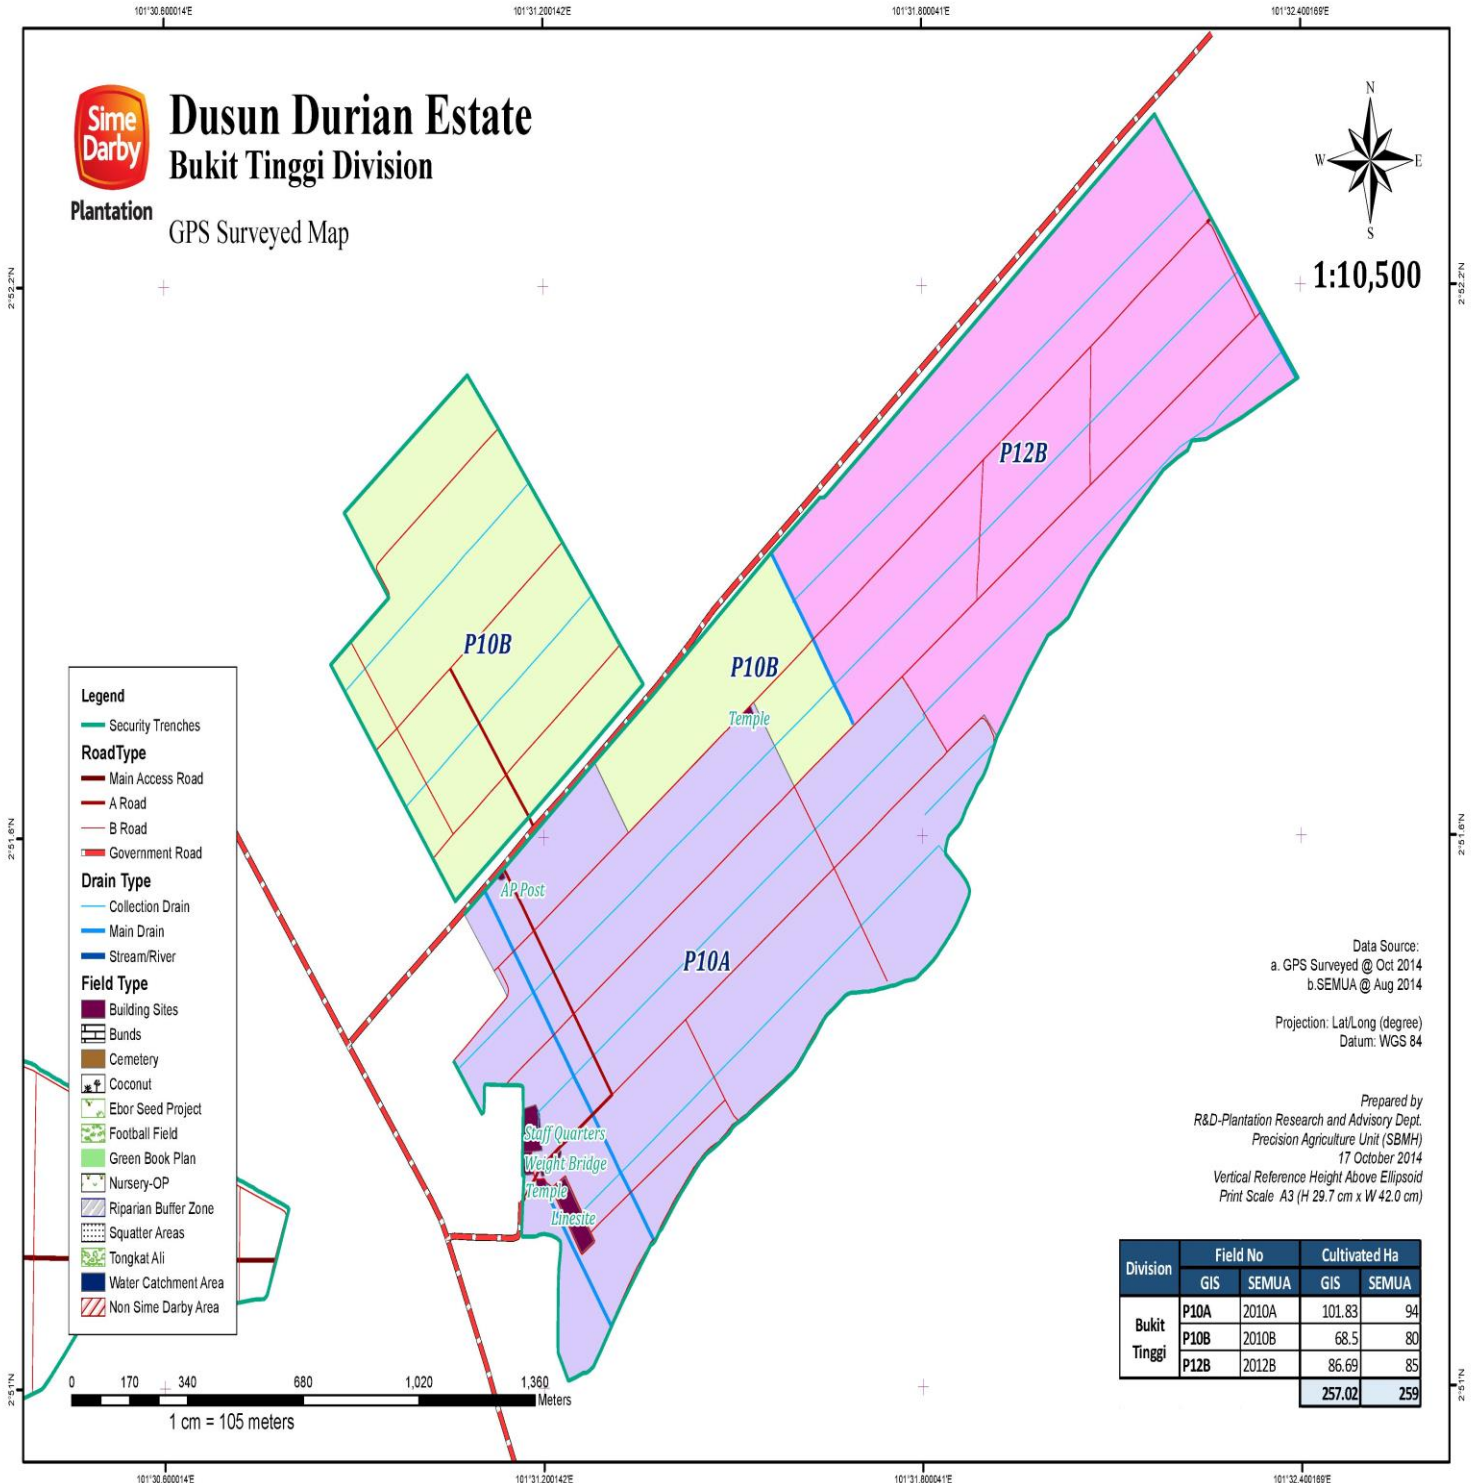 101°30.600014'E 101°31.200142'E 101°31.800041'E 101°32.400169'E
Sime
Darby
Plantation
Dusun Durian Estate
Bukit Tinggi Division
GPS Surveyed Map
N
W E
S
1:10,500
2°52.2'N 2°52.2'N
P12B
P10B
P10B
Temple
2°51.6'N 2°51.6'N
AP Post
P10A
Staff Quarters
Weight Bridge
Temple
Linesite
Legend
Security Trenches
RoadType
Main Access Road
A Road
B Road
Government Road
Drain Type
Collection Drain
Main Drain
Stream/River
Field Type
Building Sites
Bunds
Cemetery
Coconut
Ebor Seed Project
Football Field
Green Book Plan
Nursery-OP
Riparian Buffer Zone
Squatter Areas
Tongkat Ali
Water Catchment Area
Non Sime Darby Area
Data Source:
a. GPS Surveyed @ Oct 2014
b.SEMUA @ Aug 2014
Projection: Lat/Long (degree)
Datum: WGS 84
Prepared by
R&D-Plantation Research and Advisory Dept.
Precision Agriculture Unit (SBMH)
17 October 2014
Vertical Reference Height Above Ellipsoid
Print Scale A3 (H 29.7 cm x W 42.0 cm)
Division Field No Cultivated Ha
GIS SEMUA GIS SEMUA
Bukit Tinggi P10A 2010A 101.83 94
P10B 2010B 68.5 80
P12B 2012B 86.69 85
257.02 259
0 170 340 680 1,020 1,360
Meters
1 cm = 105 meters
2°51'N 2°51'N
101°30.600014'E 101°31.200142'E 101°31.800041'E 101°32.400169'E